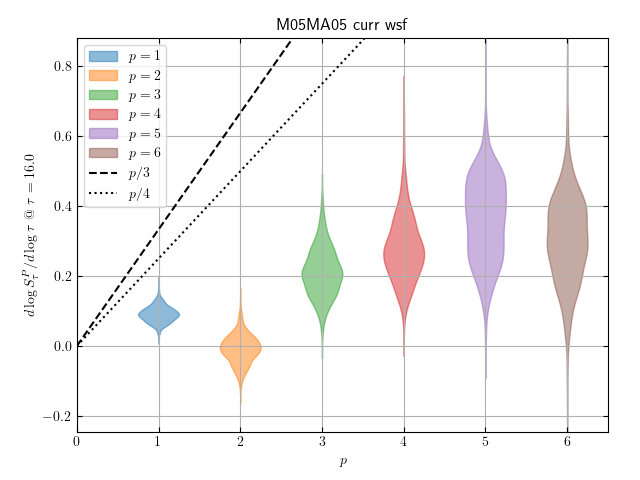 M05MA05 curr wsf
d log S_τ^P / d log τ @ τ = 16.0
0.8
0.6
0.4
0.2
0.0
−0.2
p = 1
p = 2
p = 3
p = 4
p = 5
p = 6
p/3
p/4
0 1 2 3 4 5 6
p